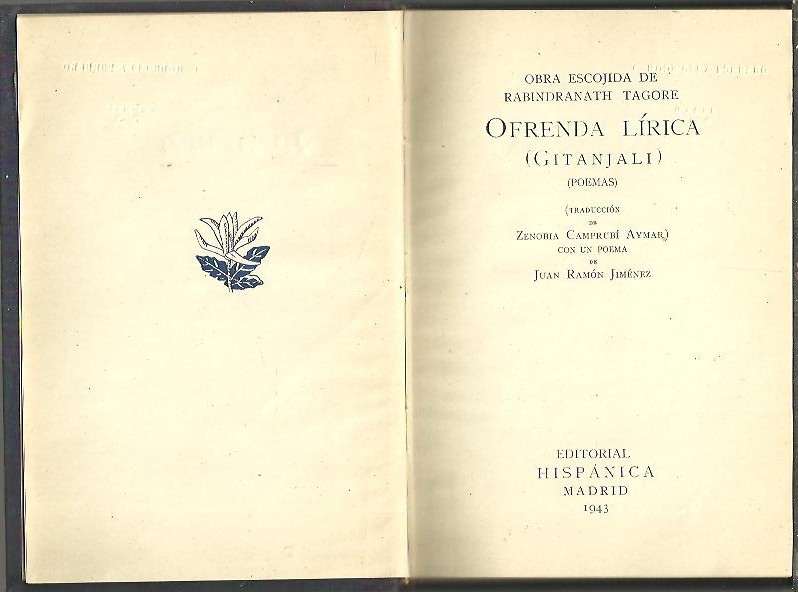 OBRA ESCOJIDA DE
RABINDRANATH TAGORE
OFRENDA LÍRICA
(GITANJALI)
(POEMAS)
(TRADUCCIÓN
DE
ZENOBIA CAMPRUBÍ AYMAR)
CON UN POEMA
DE
JUAN RAMÓN JIMÉNEZ
EDITORIAL
HISPÁNICA
MADRID
1943